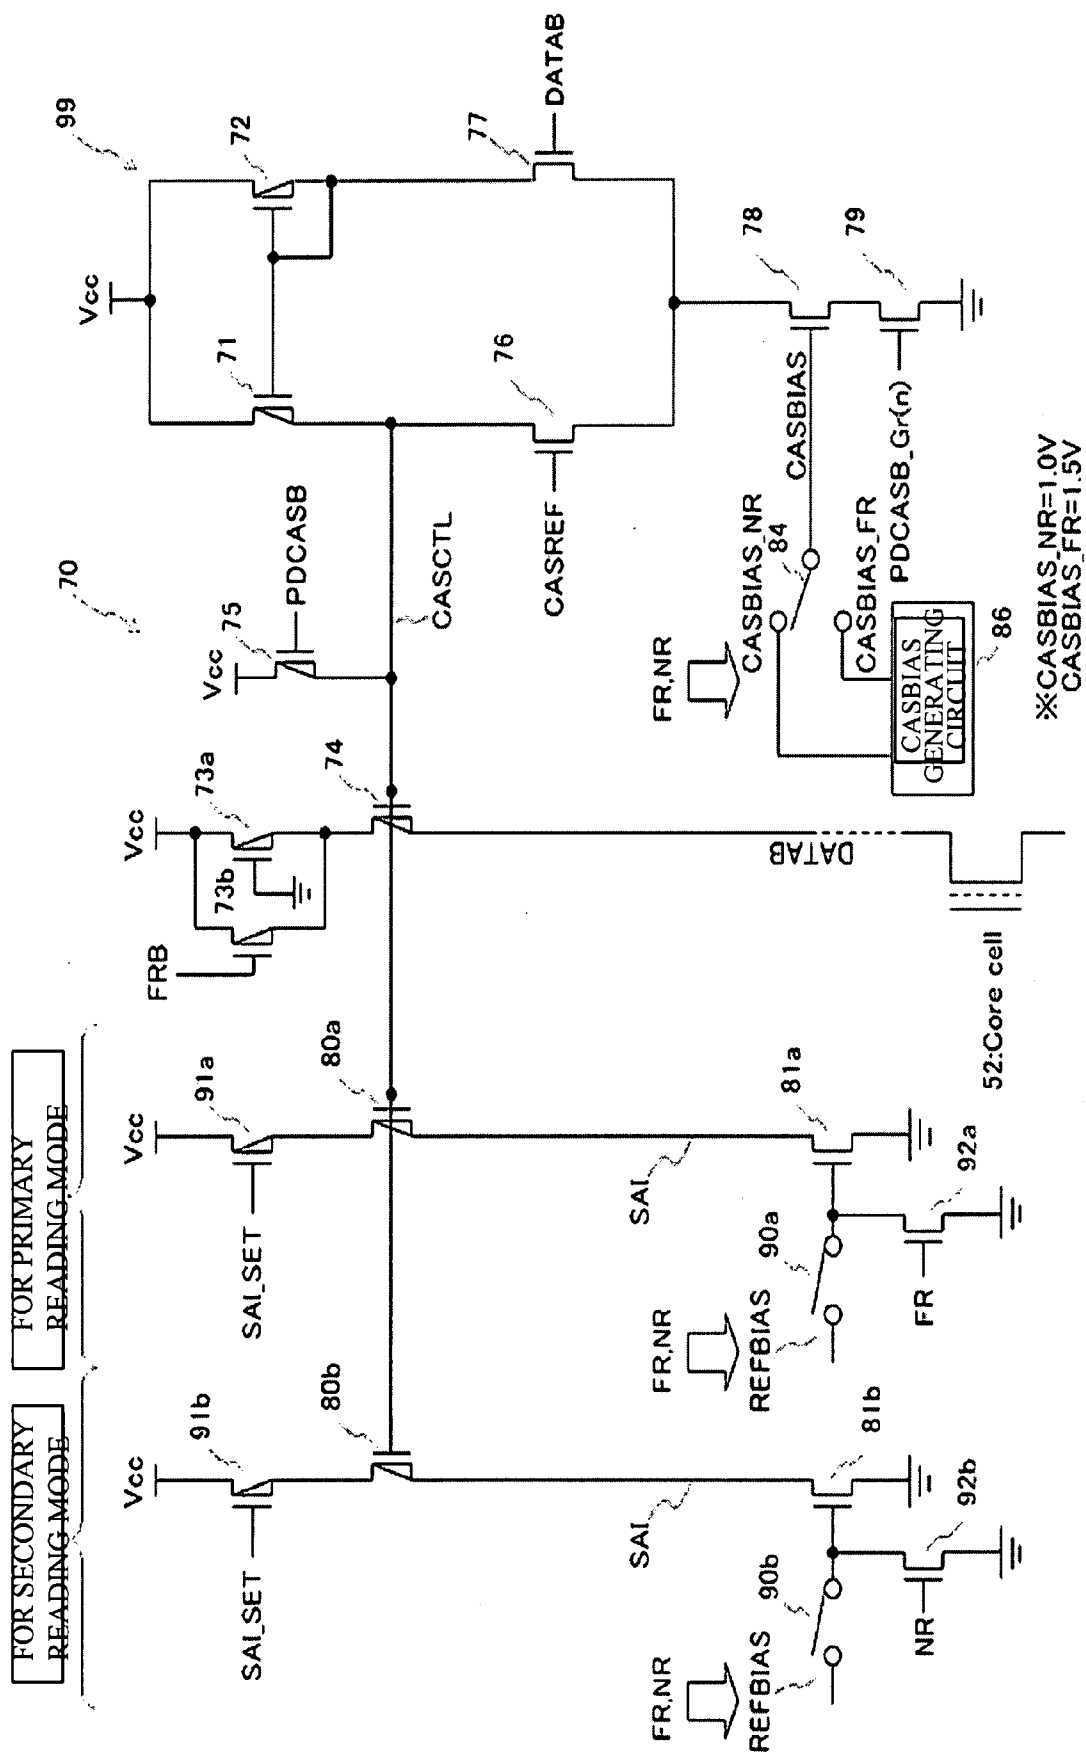 FOR SECONDARY
READING MODE
FOR PRIMARY
READING MODE
70
99
Vcc
91b
SAI_SET
80b
SAI
FR,NR
REFBIAS
90b
81b
NR
92b
Vcc
91a
SAI_SET
80a
SAI
FR,NR
REFBIAS
90a
81a
FR
92a
FRB
Vcc
73a
73b
74
DATAB
52:Core cell
Vcc
75
PDCASB
CASCTL
Vcc
71
72
CASREF
76
77
DATAB
FR,NR
CASBIAS_NR
84
CASBIAS
CASBIAS_FR
78
79
PDCASB_Gr(n)
CASBIAS
GENERATING
CIRCUIT
86
※CASBIAS_NR=1.0V
CASBIAS_FR=1.5V